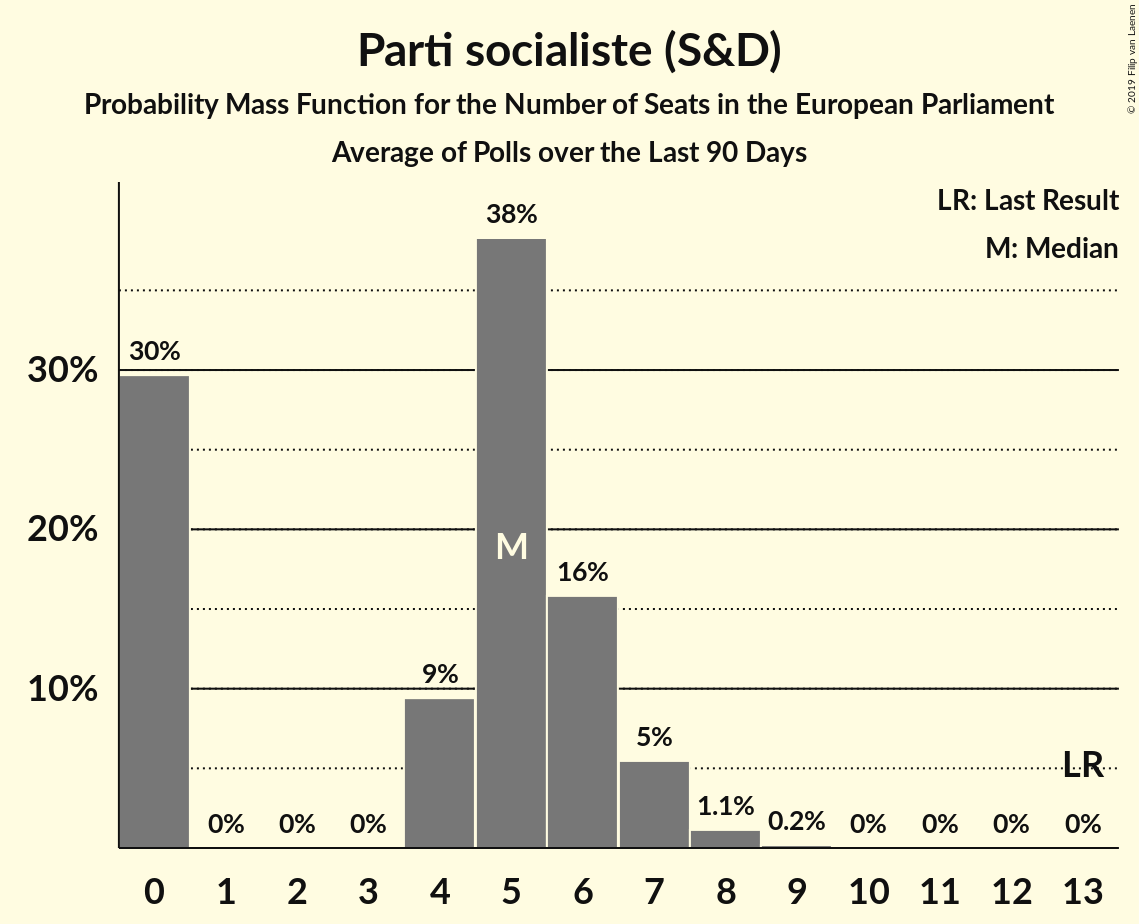 Parti socialiste (S&D)
Probability Mass Function for the Number of Seats in the European Parliament
Average of Polls over the Last 90 Days
© 2019 Filip van Laenen
LR: Last Result
M: Median
38%
30%
30%
20%
M
16%
9%
10%
5%
LR
1.1%
0.2%
0% 0% 0% 0% 0% 0% 0%
0 1 2 3 4 5 6 7 8 9 10 11 12 13